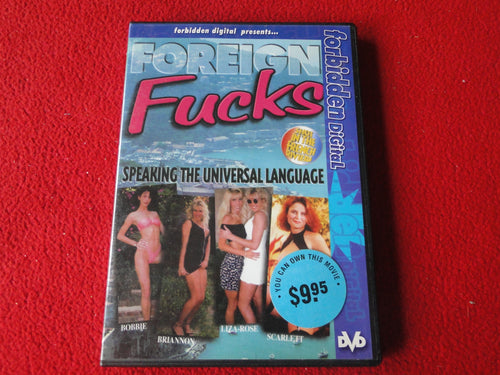 forbidden digital presents...
FOREIGN
Fucks
forbidden Digital
SPEAKING THE UNIVERSAL LANGUAGE
BOBBIE
BRIANNON
LIZA-ROSE
SCARLETT
• YOU CAN OWN THIS MOVIE •
$9.95
DVD